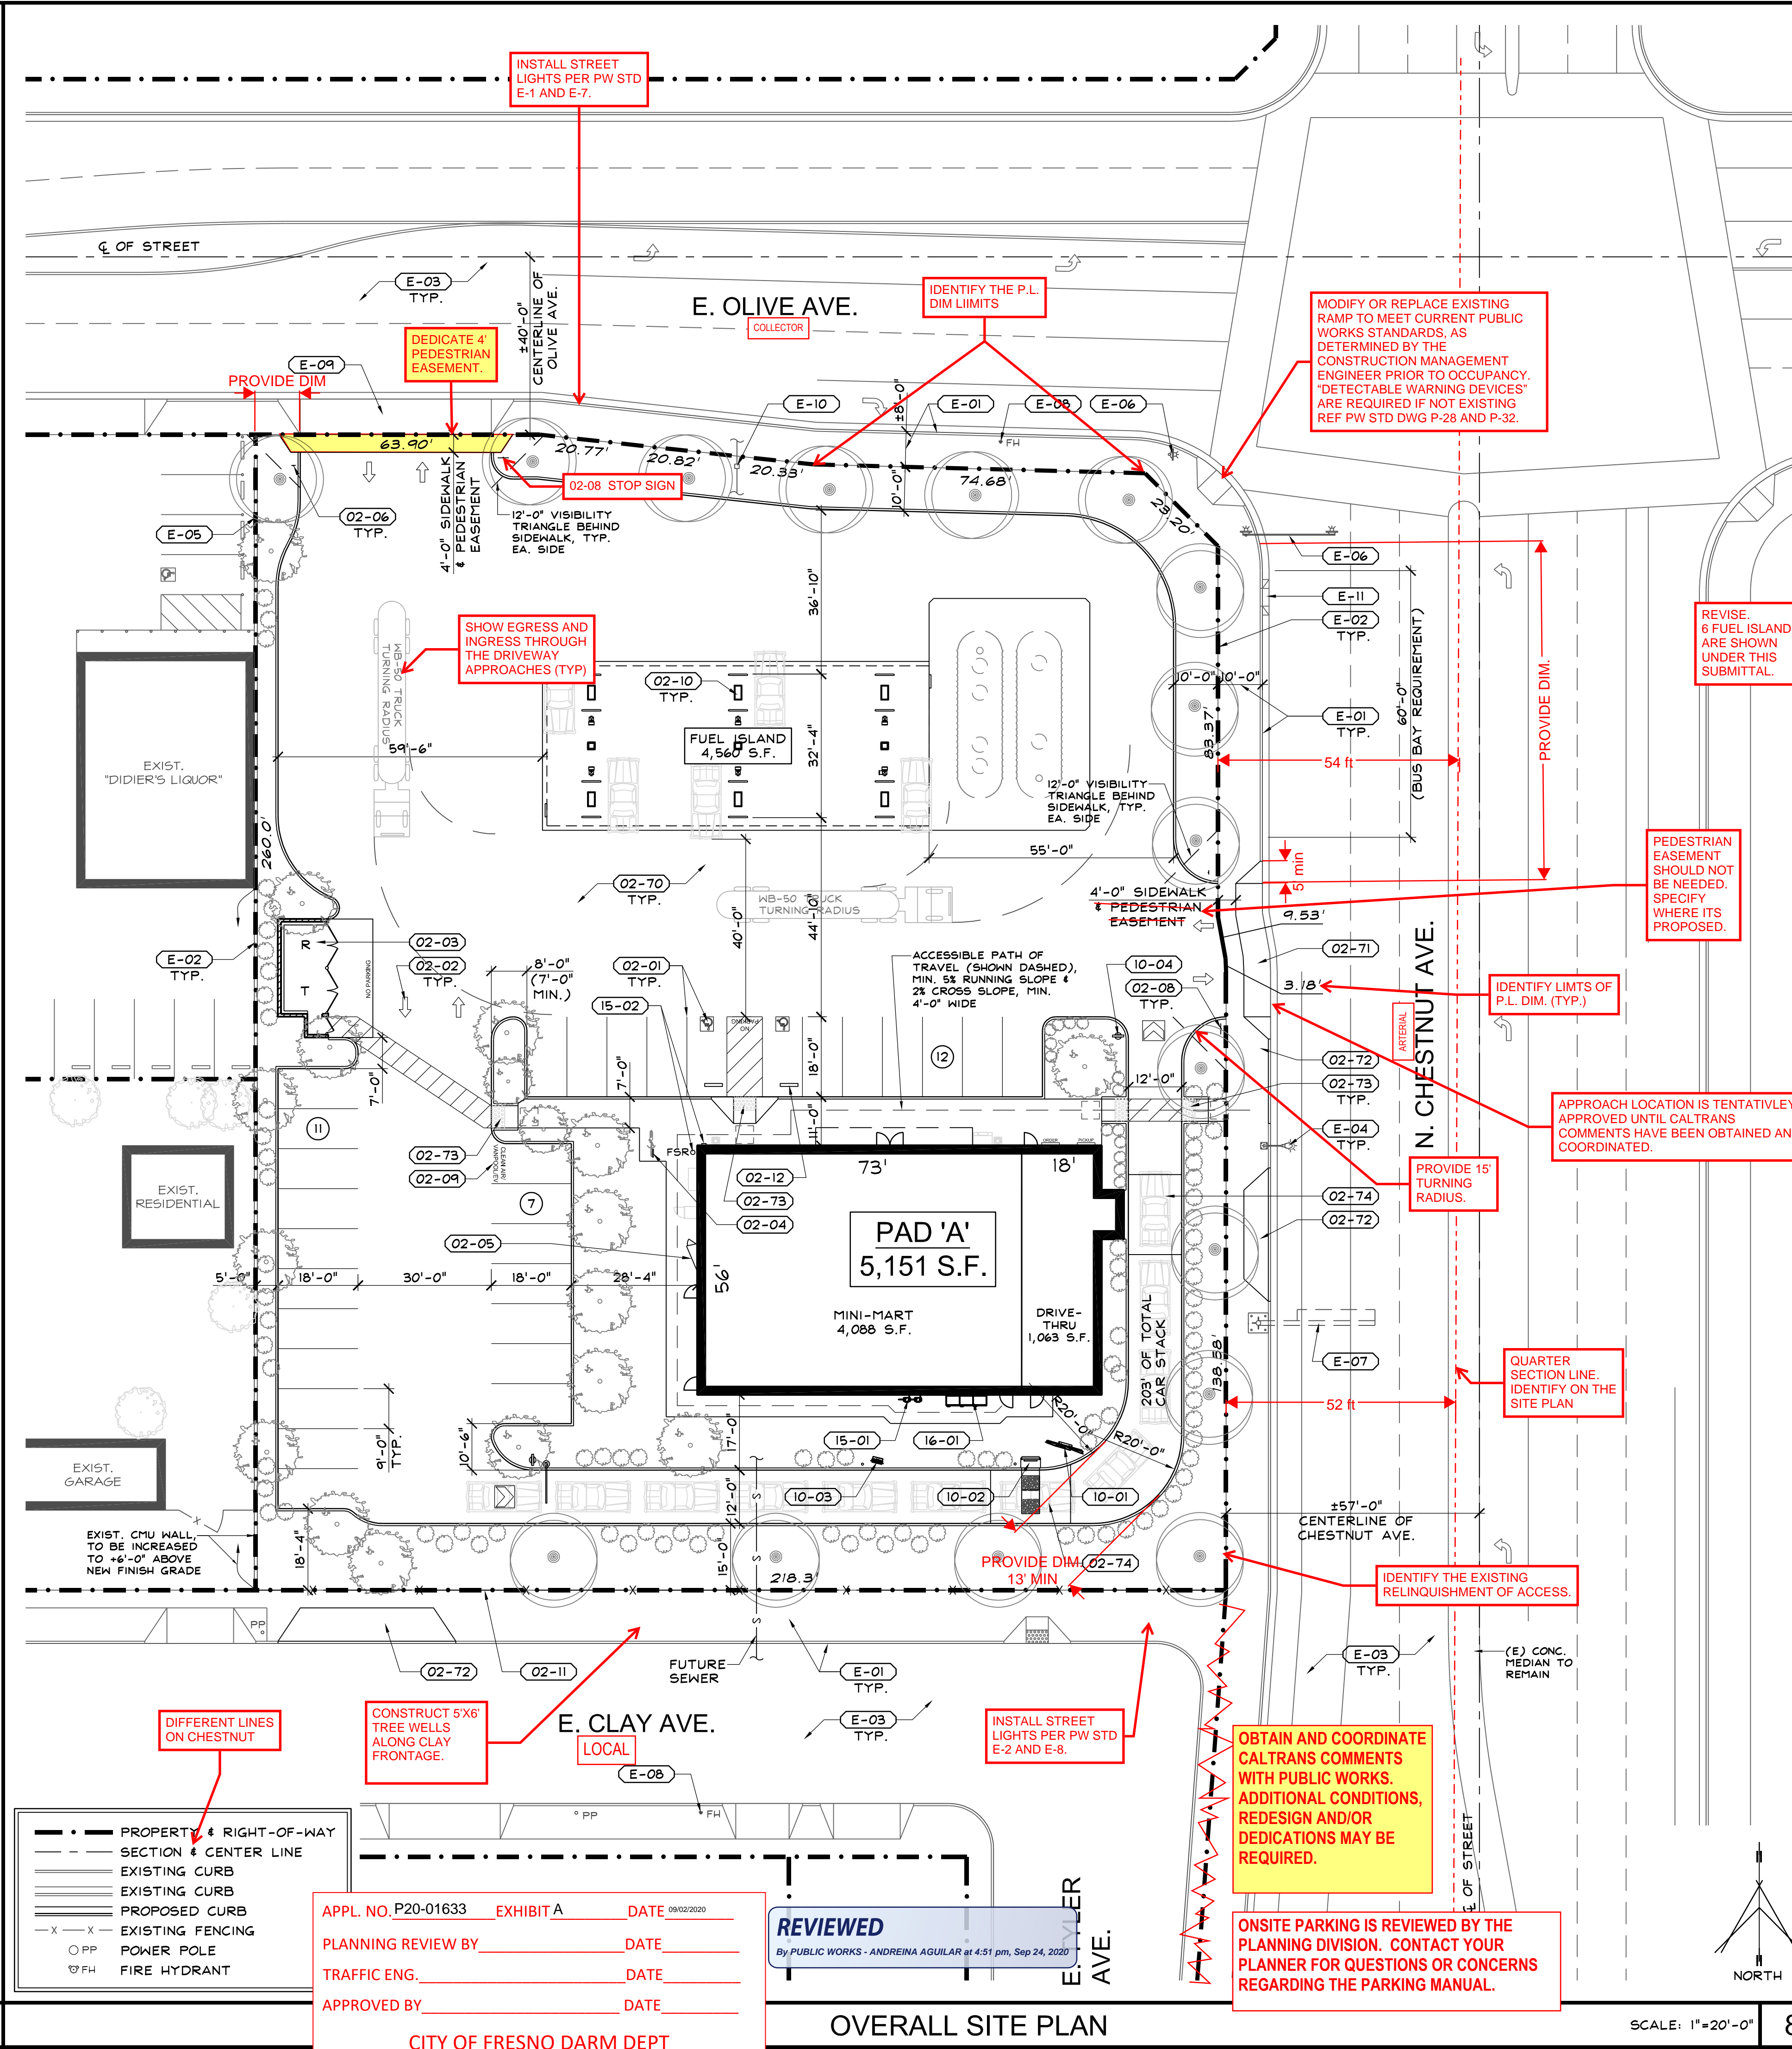 INSTALL STREET
LIGHTS PER PW STD
E-1 AND E-7.
℄ OF STREET
E-03
TYP.
±40'-0"
CENTERLINE OF
OLIVE AVE.
E. OLIVE AVE.
COLLECTOR
IDENTIFY THE P.L.
DIM LIIMITS
MODIFY OR REPLACE EXISTING
RAMP TO MEET CURRENT PUBLIC
WORKS STANDARDS, AS
DETERMINED BY THE
CONSTRUCTION MANAGEMENT
ENGINEER PRIOR TO OCCUPANCY.
"DETECTABLE WARNING DEVICES"
ARE REQUIRED IF NOT EXISTING
REF PW STD DWG P-28 AND P-32.
DEDICATE 4'
PEDESTRIAN
EASEMENT.
E-09
PROVIDE DIM
E-10
±8'-0"
E-01
E-08
E-06
FH
63.90'
20.77'
20.82'
20.33'
74.68'
23.20'
10'-0"
02-08 STOP SIGN
4'-0" SIDEWALK
& PEDESTRIAN
EASEMENT
12'-0" VISIBILITY
TRIANGLE BEHIND
SIDEWALK, TYP.
EA. SIDE
02-06
TYP.
E-05
E-06
E-11
E-02
TYP.
E-01
TYP.
60'-0"
(BUS BAY REQUIREMENT)
PROVIDE DIM.
REVISE.
6 FUEL ISLAND
ARE SHOWN
UNDER THIS
SUBMITTAL.
36'-10"
SHOW EGRESS AND
INGRESS THROUGH
THE DRIVEWAY
APPROACHES (TYP)
WB-50 TRUCK
TURNING RADIUS
02-10
TYP.
FUEL ISLAND
4,560 S.F.
32'-4"
59'-6"
10'-0"
10'-0"
83.37'
54 ft
EXIST.
"DIDIER'S LIQUOR"
260.0'
12'-0" VISIBILITY
TRIANGLE BEHIND
SIDEWALK, TYP.
EA. SIDE
55'-0"
5' min
PEDESTRIAN
EASEMENT
SHOULD NOT
BE NEEDED.
SPECIFY
WHERE ITS
PROPOSED.
02-70
TYP.
WB-50 TRUCK
TURNING RADIUS
40'-0"
44'-10"
4'-0" SIDEWALK
& PEDESTRIAN
EASEMENT
9.53'
02-71
E-02
TYP.
R
T
NO PARKING
02-03
02-02
TYP.
8'-0"
(7'-0"
MIN.)
02-01
TYP.
15-02
ACCESSIBLE PATH OF
TRAVEL (SHOWN DASHED),
MIN. 5% RUNNING SLOPE &
2% CROSS SLOPE, MIN.
4'-0" WIDE
10-04
02-08
TYP.
3.18'
IDENTIFY LIMTS OF
P.L. DIM. (TYP.)
ARTERIAL
N. CHESTNUT AVE.
NO
PARKING
12
18'-0"
7'-0"
7'-0"
11
11'-0"
12'-0"
02-72
02-73
TYP.
E-04
TYP.
APPROACH LOCATION IS TENTATIVLEY
APPROVED UNTIL CALTRANS
COMMENTS HAVE BEEN OBTAINED AN
COORDINATED.
PROVIDE 15'
TURNING
RADIUS.
02-73
02-09
CLEAN AIR/
VANPOOL/EV
FSR
ORDER
PICKUP
73'
18'
02-12
02-73
02-04
7
02-05
EXIST.
RESIDENTIAL
PAD 'A'
5,151 S.F.
56'
MINI-MART
4,088 S.F.
DRIVE-
THRU
1,063 S.F.
02-74
02-72
5'-0"
18'-0"
30'-0"
18'-0"
28'-4"
203' OF TOTAL
CAR STACK
138.58'
E-07
52 ft
QUARTER
SECTION LINE.
IDENTIFY ON THE
SITE PLAN
9'-0"
TYP.
10'-6"
17'-0"
15-01
16-01
R20'-0"
R20'-0"
EXIST.
GARAGE
12'-0"
10-03
10-02
10-01
±57'-0"
CENTERLINE OF
CHESTNUT AVE.
EXIST. CMU WALL,
TO BE INCREASED
TO +6'-0" ABOVE
NEW FINISH GRADE
18'-4"
15'-0"
218.3
PROVIDE DIM.
13' MIN
02-74
IDENTIFY THE EXISTING
RELINQUISHMENT OF ACCESS.
PP
02-72
02-11
S
S
S
FUTURE
SEWER
E-01
TYP.
E-03
TYP.
(E) CONC.
MEDIAN TO
REMAIN
DIFFERENT LINES
ON CHESTNUT
CONSTRUCT 5'X6'
TREE WELLS
ALONG CLAY
FRONTAGE.
E. CLAY AVE.
LOCAL
E-03
TYP.
E-08
INSTALL STREET
LIGHTS PER PW STD
E-2 AND E-8.
OBTAIN AND COORDINATE
CALTRANS COMMENTS
WITH PUBLIC WORKS.
ADDITIONAL CONDITIONS,
REDESIGN AND/OR
DEDICATIONS MAY BE
REQUIRED.
PP
FH
PROPERTY & RIGHT-OF-WAY
SECTION & CENTER LINE
EXISTING CURB
EXISTING CURB
PROPOSED CURB
X X EXISTING FENCING
PP POWER POLE
FH FIRE HYDRANT
℄ OF STREET
APPL. NO. P20-01633 EXHIBIT A DATE 09/02/2020
PLANNING REVIEW BY DATE
TRAFFIC ENG. DATE
APPROVED BY DATE
CITY OF FRESNO DARM DEPT
REVIEWED
By PUBLIC WORKS - ANDREINA AGUILAR at 4:51 pm, Sep 24, 2020
AVE.
ONSITE PARKING IS REVIEWED BY THE
PLANNING DIVISION. CONTACT YOUR
PLANNER FOR QUESTIONS OR CONCERNS
REGARDING THE PARKING MANUAL.
NORTH
OVERALL SITE PLAN
SCALE: 1"=20'-0"